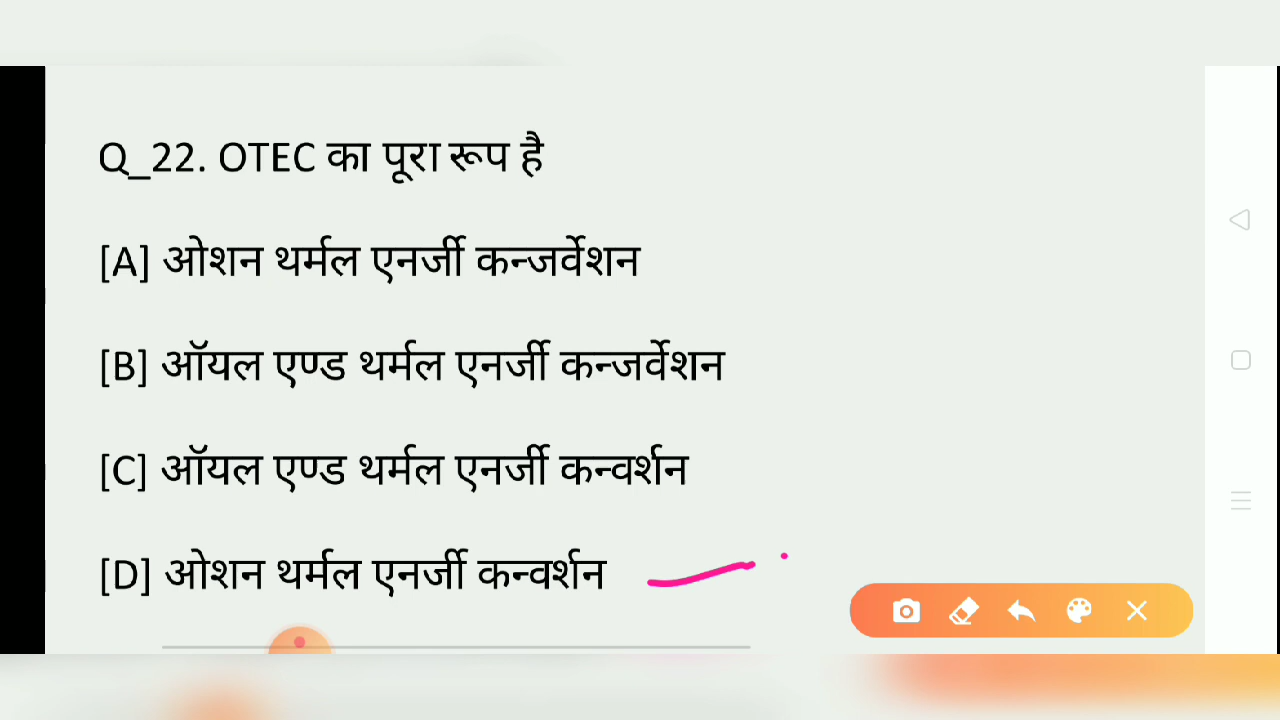 Q_22. OTEC का पूरा रूप है
[A] ओशन थर्मल एनर्जी कन्जर्वेशन
[B] ऑयल एण्ड थर्मल एनर्जी कन्जर्वेशन
[C] ऑयल एण्ड थर्मल एनर्जी कन्वर्शन
[D] ओशन थर्मल एनर्जी कन्वर्शन